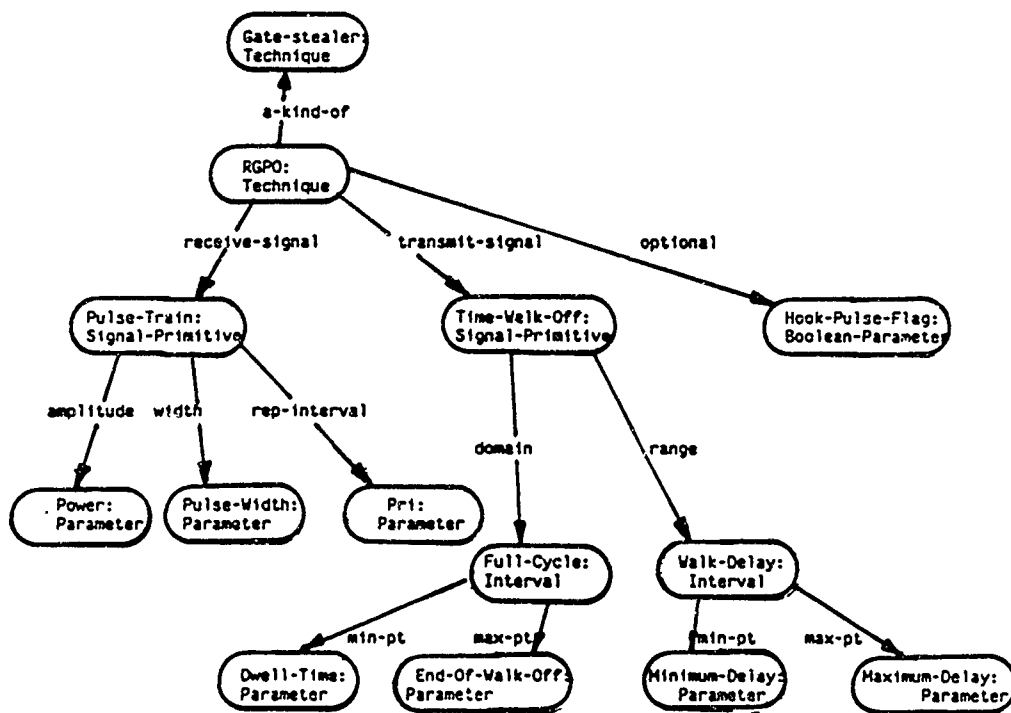 Gate-stealer:
Technique
a-kind-of
RGPO:
Technique
receive-signal
transmit-signal
optional
Pulse-Train:
Signal-Primitive
Time-Walk-Off:
Signal-Primitive
Hook-Pulse-Flag:
Boolean-Parameter
amplitude
width
rep-interval
domain
range
Power:
Parameter
Pulse-Width:
Parameter
Pri:
Parameter
Full-Cycle:
Interval
Walk-Delay:
Interval
min-pt
max-pt
min-pt
max-pt
Dwell-Time:
Parameter
End-Of-Walk-Off:
Parameter
Minimum-Delay:
Parameter
Maximum-Delay:
Parameter